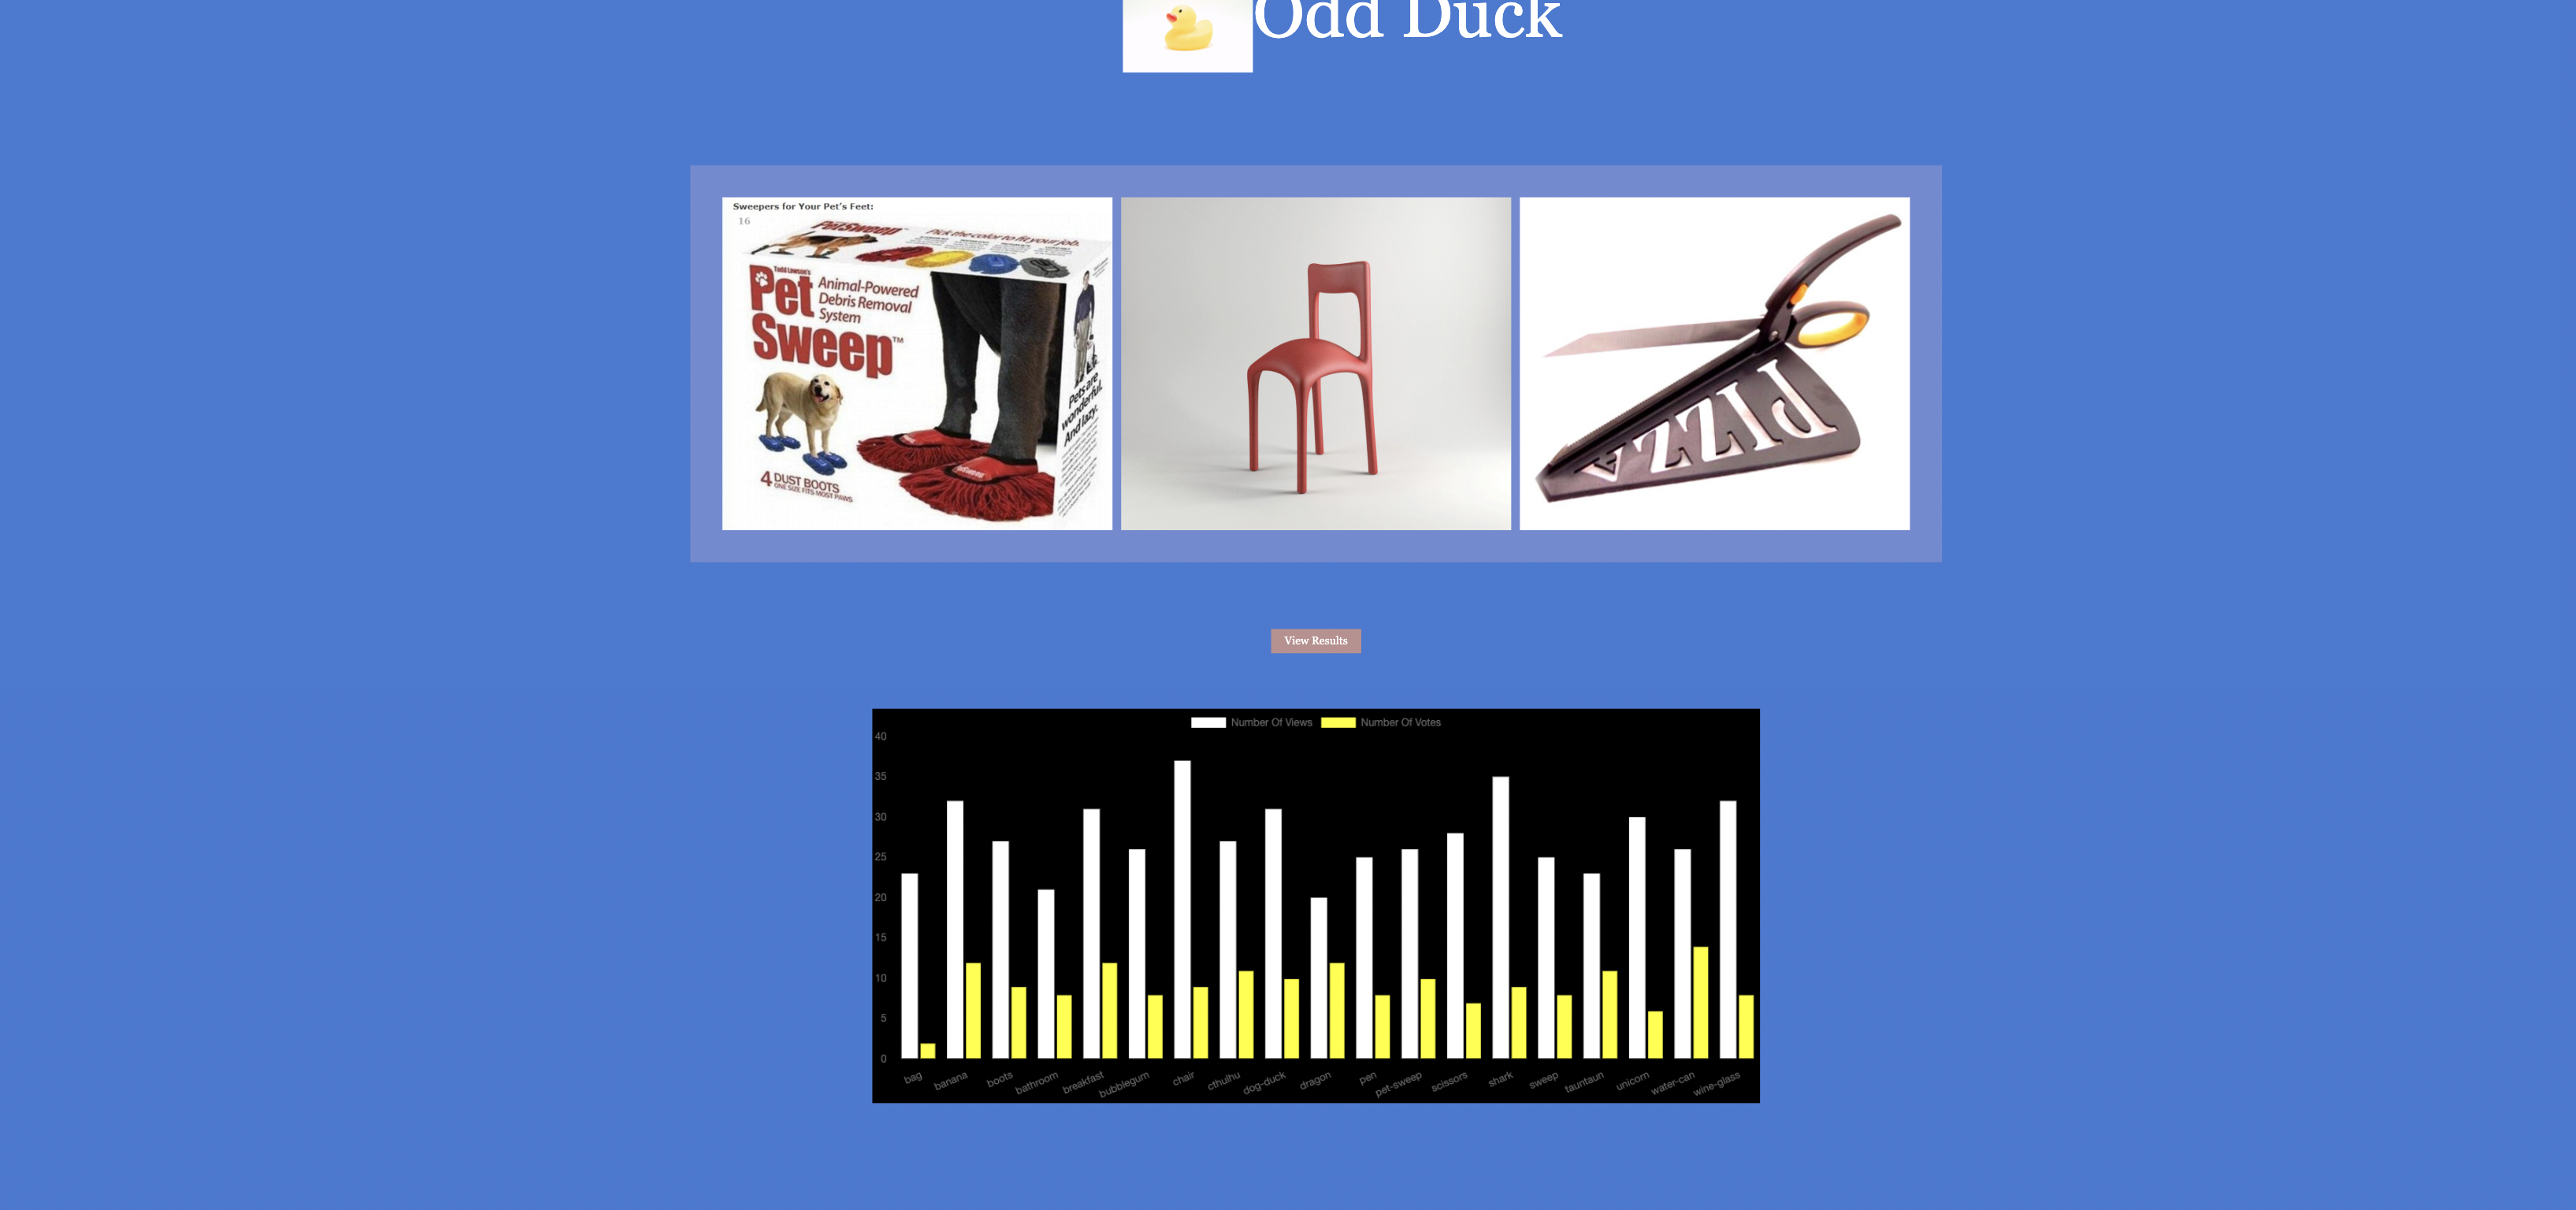 Odd Duck
Sweepers for Your Pet's Feet:
16
PetSweep
Pick the color to fit your job.
Todd Lawson's
Pet
Sweep™
Animal-Powered
Debris Removal
System
Pets are
wonderful.
And lazy.
4 DUST BOOTS
ONE SIZE FITS MOST PAWS
PIZZA
View Results
Number Of Views Number Of Votes
40
35
30
25
20
15
10
5
0
bag banana boots bathroom breakfast bubblegum chair cthulhu dog-duck dragon pen pet-sweep scissors shark sweep tauntaun unicorn water-can wine-glass